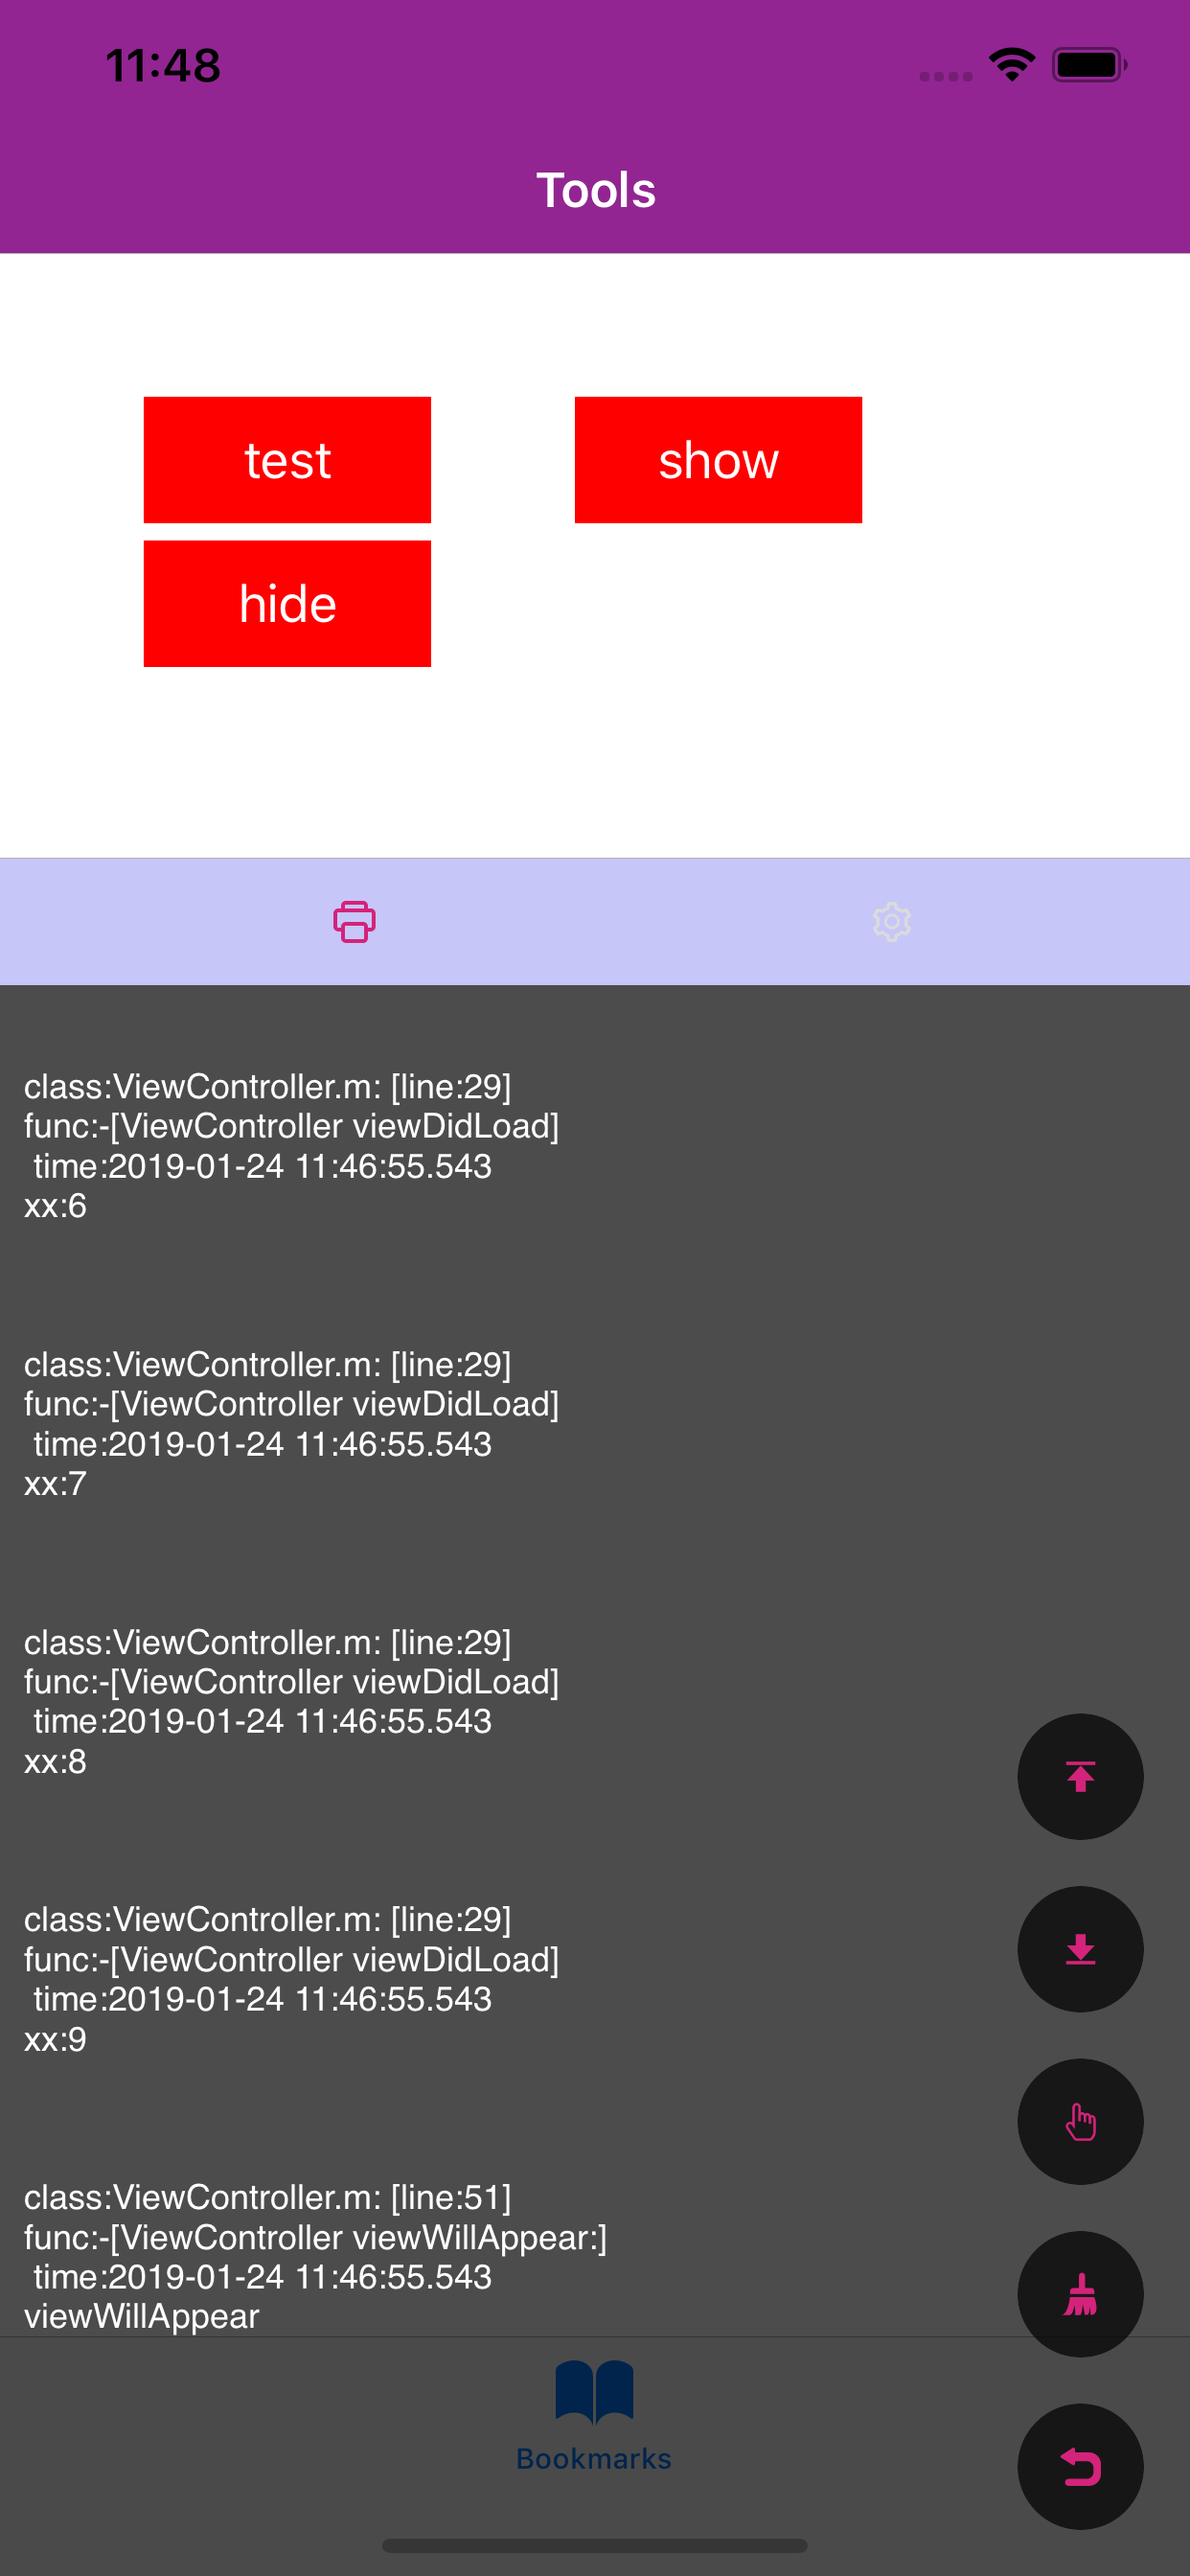 11:48
Tools
test
show
hide
class:ViewController.m: [line:29]
func:-[ViewController viewDidLoad]
 time:2019-01-24 11:46:55.543
xx:6
class:ViewController.m: [line:29]
func:-[ViewController viewDidLoad]
 time:2019-01-24 11:46:55.543
xx:7
class:ViewController.m: [line:29]
func:-[ViewController viewDidLoad]
 time:2019-01-24 11:46:55.543
xx:8
class:ViewController.m: [line:29]
func:-[ViewController viewDidLoad]
 time:2019-01-24 11:46:55.543
xx:9
class:ViewController.m: [line:51]
func:-[ViewController viewWillAppear:]
 time:2019-01-24 11:46:55.543
viewWillAppear
Bookmarks